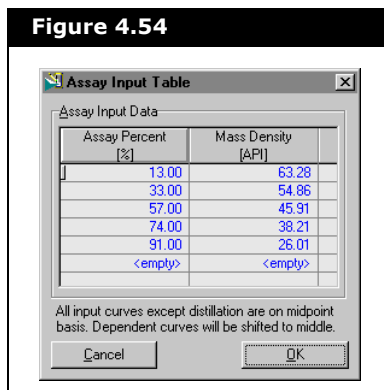 Figure 4.54
Assay Input Table
Assay Input Data
Assay Percent Mass Density
[%] [API]
13.00 63.28
33.00 54.86
57.00 45.91
74.00 38.21
91.00 26.01
<empty> <empty>
All input curves except distillation are on midpoint
basis. Dependent curves will be shifted to middle.
Cancel OK